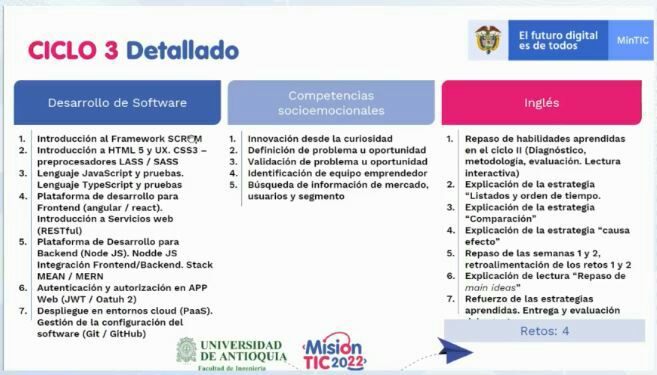 CICLO 3 Detallado
El futuro digital
es de todos
MinTIC
Desarrollo de Software
1. Introducción al Framework SCRUM
2. Introducción a HTML 5 y UX. CSS3 –
preprocesadores LASS / SASS
3. Lenguaje JavaScript y pruebas.
Lenguaje TypeScript y pruebas
4. Plataforma de desarrollo para
Frontend (angular / react).
Introducción a Servicios web
(RESTful)
5. Plataforma de Desarrollo para
Backend (Node JS). Nodde JS
Integración Frontend/Backend. Stack
MEAN / MERN
6. Autenticación y autorización en APP
Web (JWT / Oatuh 2)
7. Despliegue en entornos cloud (PaaS).
Gestión de la configuración del
software (Git / GitHub)
Competencias
socioemocionales
1. Innovación desde la curiosidad
2. Definición de problema u oportunidad
3. Validación de problema u oportunidad
4. Identificación de equipo emprendedor
5. Búsqueda de información de mercado,
usuarios y segmento
Inglés
1. Repaso de habilidades aprendidas
en el ciclo II (Diagnóstico,
metodología, evaluación. Lectura
interactiva)
2. Explicación de la estrategia
“Listados y orden de tiempo.
3. Explicación de la estrategia
“Comparación”
4. Explicación de la estrategia “causa
efecto”
5. Repaso de las semanas 1 y 2,
retroalimentación de los retos 1 y 2
6. Explicación de lectura “Repaso de
main ideas”
7. Refuerzo de las estrategias
aprendidas. Entrega y evaluación
Retos: 4
UNIVERSIDAD
DE ANTIOQUIA
Facultad de Ingeniería
Misión
TIC 2022